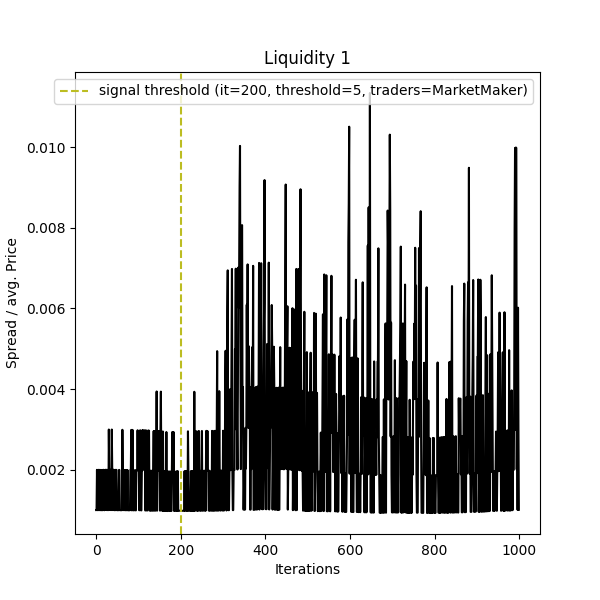 Liquidity 1
signal threshold (it=200, threshold=5, traders=MarketMaker)
Spread / avg. Price
0.010
0.008
0.006
0.004
0.002
0 200 400 600 800 1000
Iterations